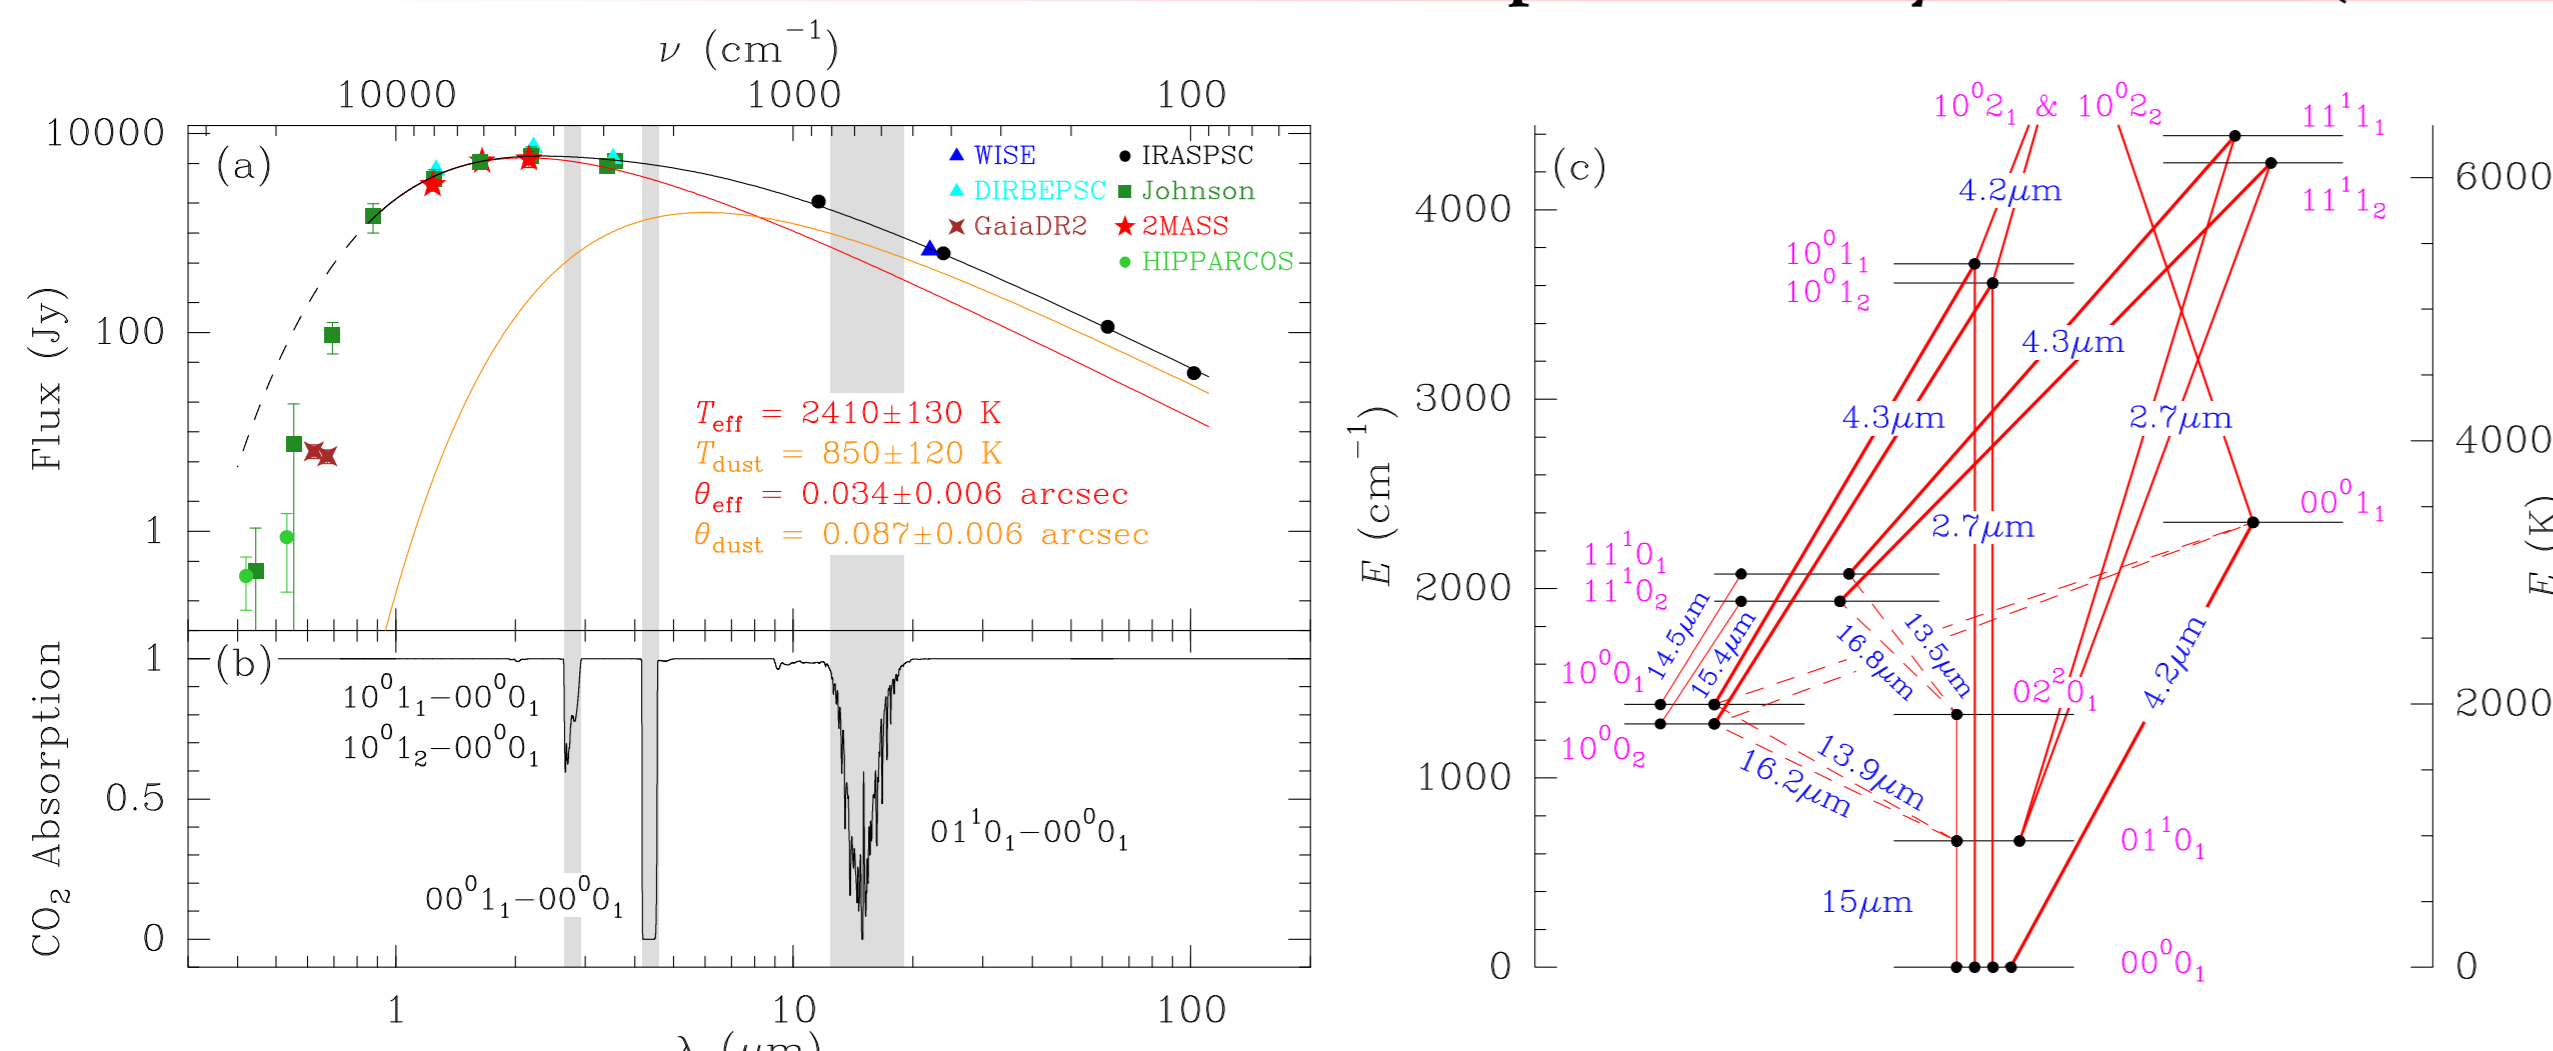 ν (cm⁻¹)
10000 1000 100
10000
100
1
Flux (Jy)
(a)
WISE
DIRBEPSC
GaiaDR2
IRASPSC
Johnson
2MASS
HIPPARCOS
T_eff = 2410±130 K
T_dust = 850±120 K
θ_eff = 0.034±0.006 arcsec
θ_dust = 0.087±0.006 arcsec
(b)
1
0.5
0
CO₂ Absorption
10⁰1₁−00⁰0₁
10⁰1₂−00⁰0₁
00⁰1₁−00⁰0₁
01¹0₁−00⁰0₁
1 10 100
λ (μm)
(c)
4000
3000
2000
1000
0
E (cm⁻¹)
10⁰2₁ & 10⁰2₂
11¹1₁
11¹1₂
4.2μm
10⁰1₁
10⁰1₂
4.3μm
4.3μm
2.7μm
2.7μm
00⁰1₁
11¹0₁
11¹0₂
14.5μm
15.4μm
16.8μm
13.5μm
10⁰0₁
10⁰0₂
02²0₁
4.2μm
13.9μm
16.2μm
01¹0₁
15μm
00⁰0₁
6000
4000
2000
0
E (K)